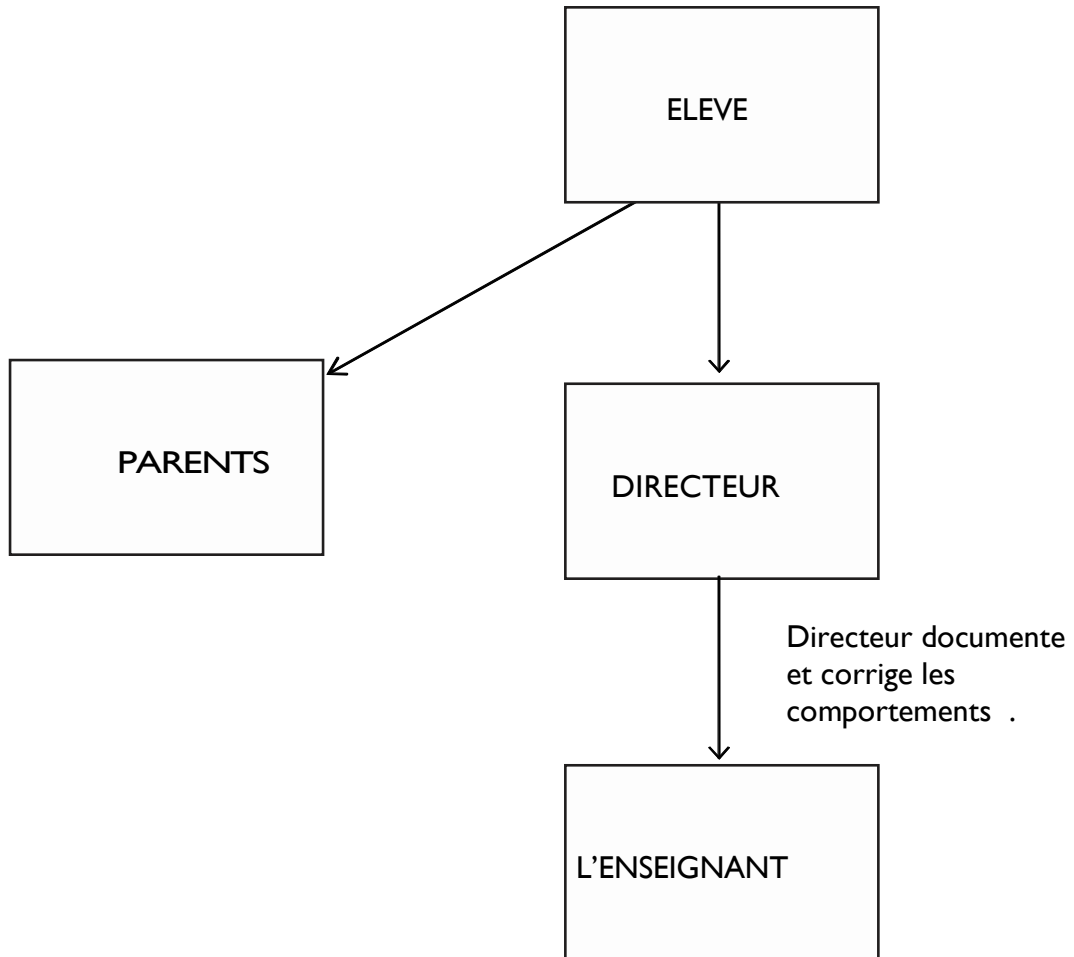 ELEVE
PARENTS
DIRECTEUR
Directeur documente
et corrige les
comportements .
L'ENSEIGNANT